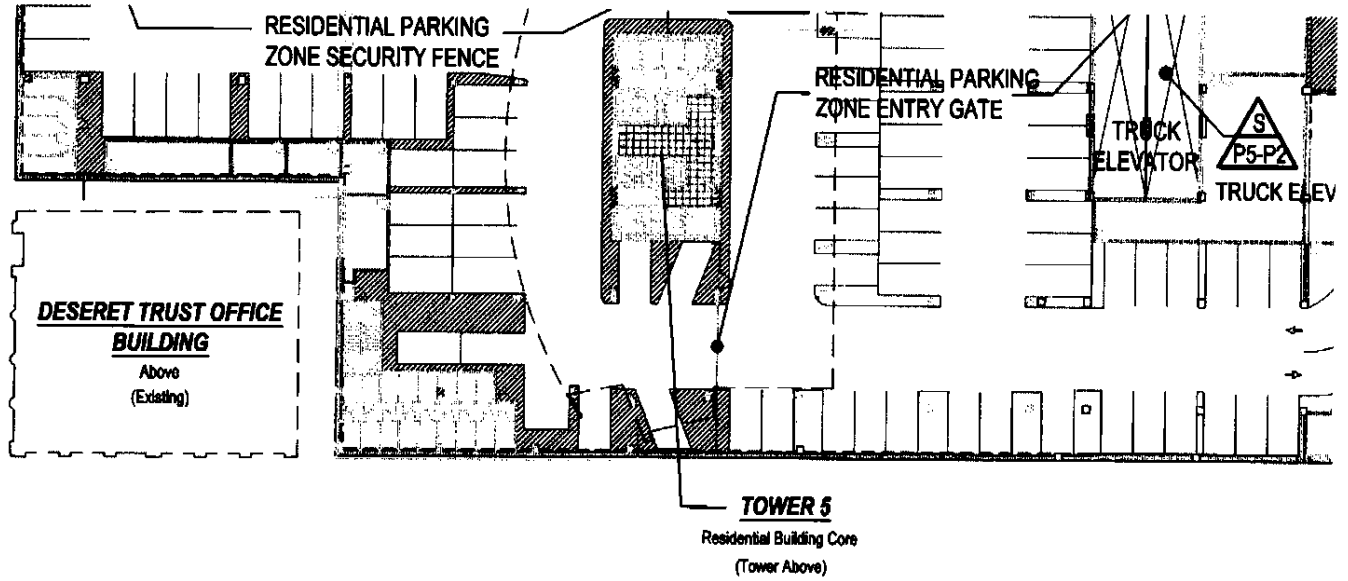 RESIDENTIAL PARKING
ZONE SECURITY FENCE
RESIDENTIAL PARKING
ZONE ENTRY GATE
TRUCK
ELEVATOR
S
P5-P2
TRUCK ELEV
DESERET TRUST OFFICE
BUILDING
Above
(Existing)
TOWER 5
Residential Building Core
(Tower Above)